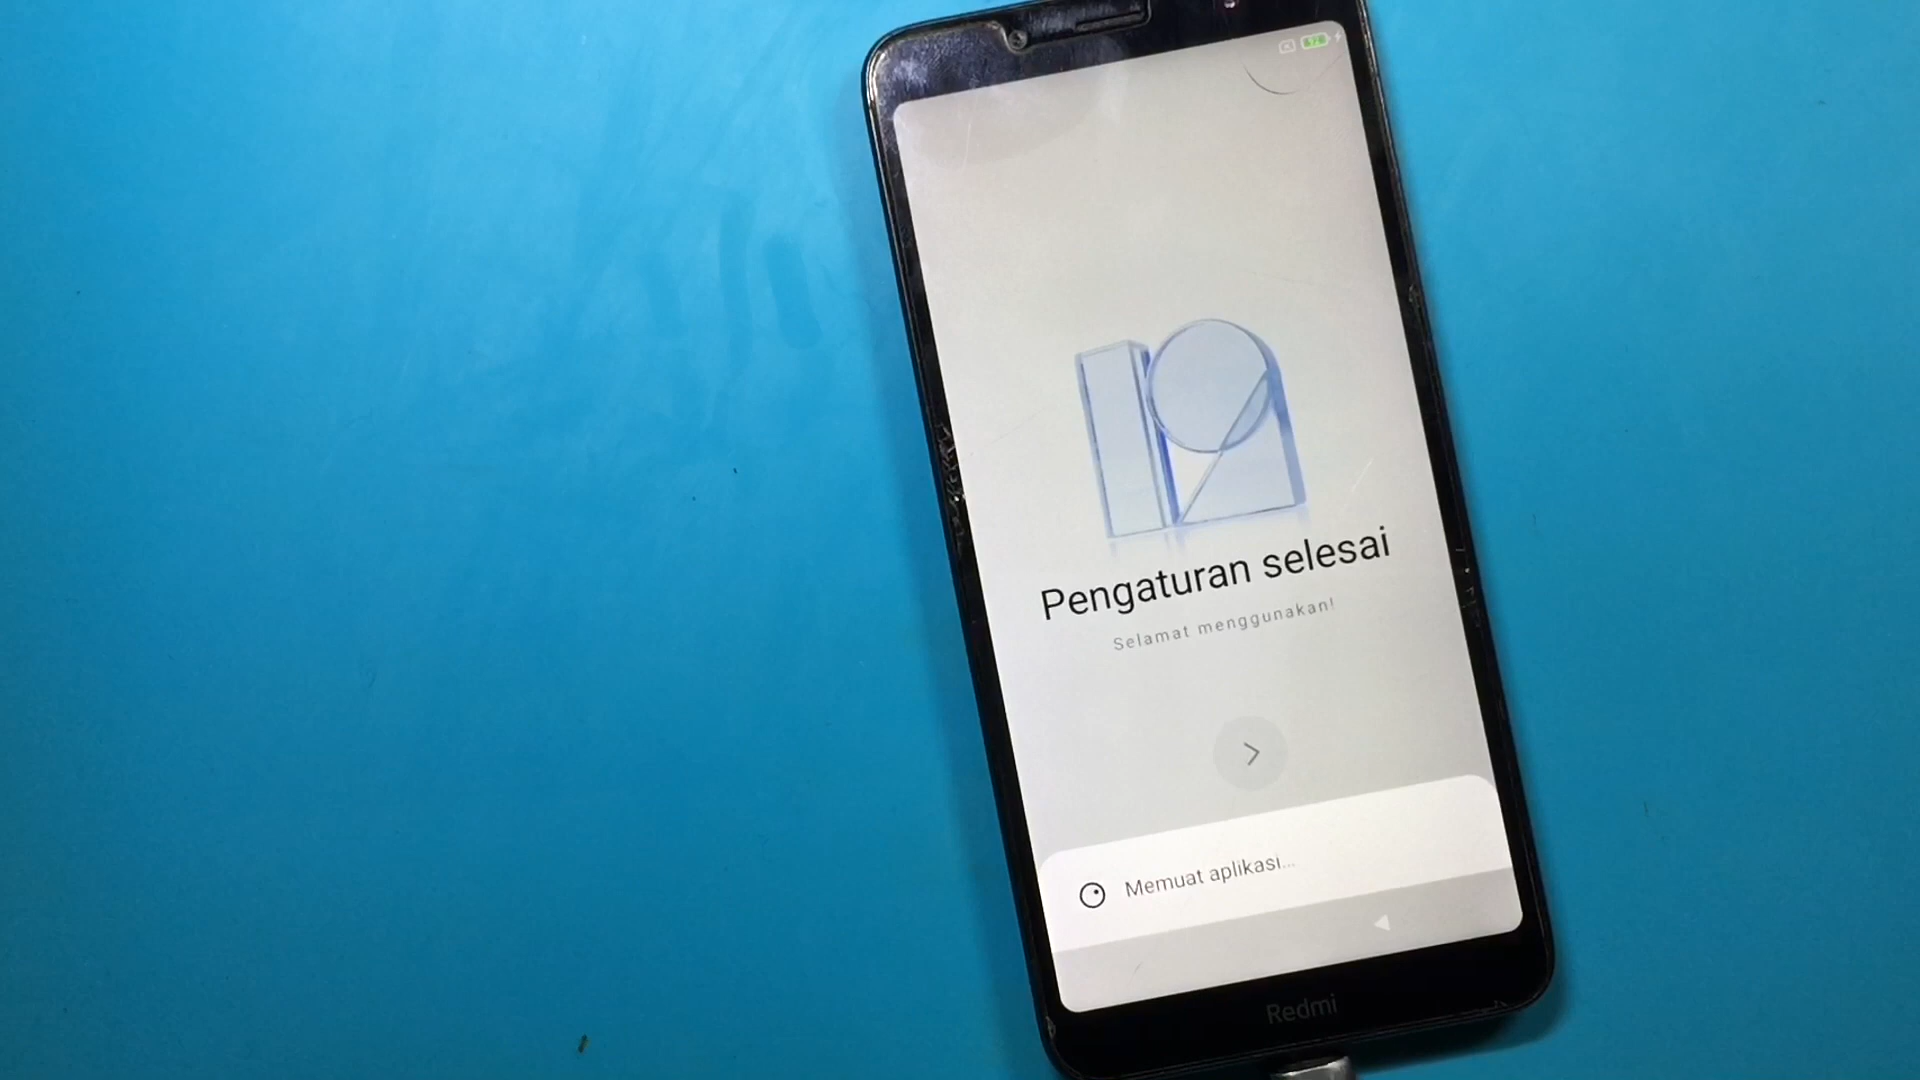 Pengaturan selesai
Selamat menggunakan!
Memuat aplikasi...
Redmi